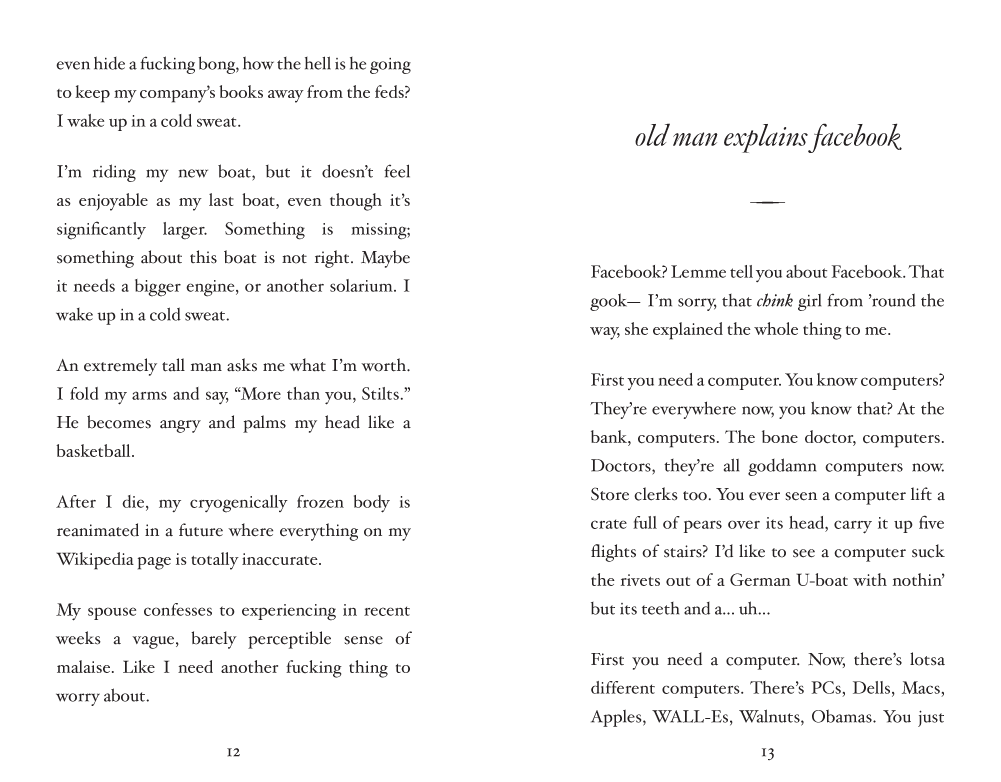 even hide a fucking bong, how the hell is he going
to keep my company’s books away from the feds?
I wake up in a cold sweat.
I’m riding my new boat, but it doesn’t feel
as enjoyable as my last boat, even though it’s
significantly larger. Something is missing;
something about this boat is not right. Maybe
it needs a bigger engine, or another solarium. I
wake up in a cold sweat.
An extremely tall man asks me what I’m worth.
I fold my arms and say, “More than you, Stilts.”
He becomes angry and palms my head like a
basketball.
After I die, my cryogenically frozen body is
reanimated in a future where everything on my
Wikipedia page is totally inaccurate.
My spouse confesses to experiencing in recent
weeks a vague, barely perceptible sense of
malaise. Like I need another fucking thing to
worry about.
12
old man explains facebook
Facebook? Lemme tell you about Facebook. That
gook— I’m sorry, that chink girl from ’round the
way, she explained the whole thing to me.
First you need a computer. You know computers?
They’re everywhere now, you know that? At the
bank, computers. The bone doctor, computers.
Doctors, they’re all goddamn computers now.
Store clerks too. You ever seen a computer lift a
crate full of pears over its head, carry it up five
flights of stairs? I’d like to see a computer suck
the rivets out of a German U-boat with nothin’
but its teeth and a... uh...
First you need a computer. Now, there’s lotsa
different computers. There’s PCs, Dells, Macs,
Apples, WALL-Es, Walnuts, Obamas. You just
13